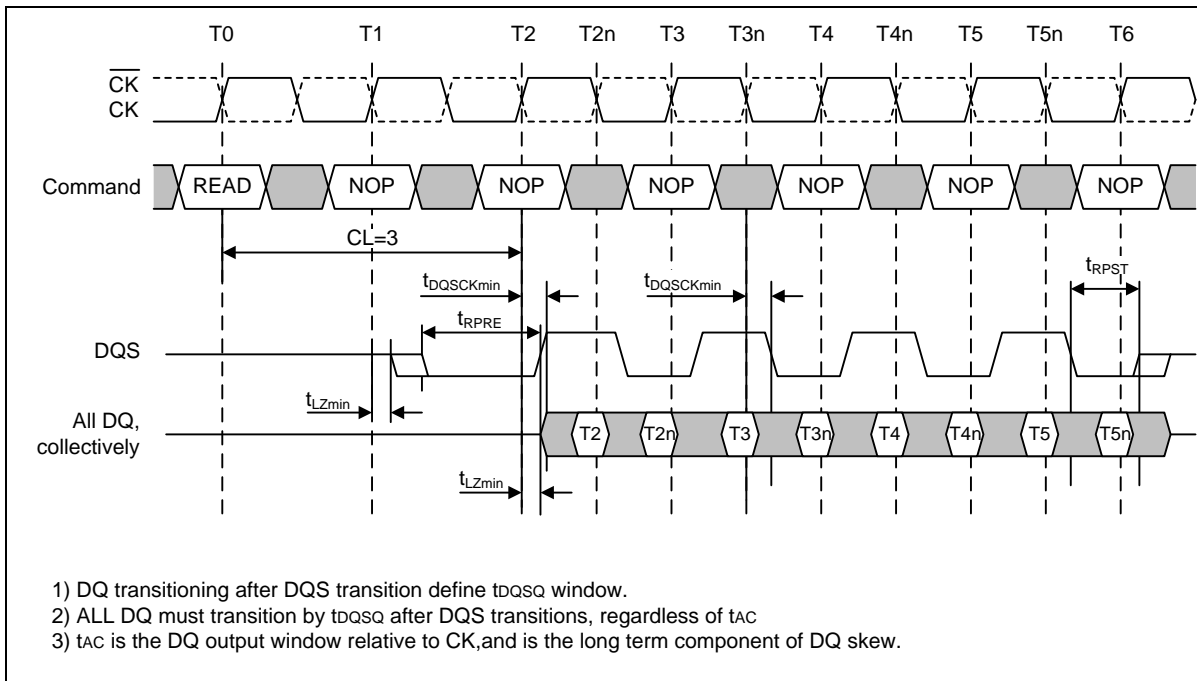 T0 T1 T2 T2n T3 T3n T4 T4n T5 T5n T6
CK
CK
Command READ NOP NOP NOP NOP NOP NOP
CL=3
tDQSCKmin tDQSCKmin tRPST
tRPRE
DQS
tLZmin
All DQ,
collectively
T2 T2n T3 T3n T4 T4n T5 T5n
tLZmin
1) DQ transitioning after DQS transition define tDQSQ window.
2) ALL DQ must transition by tDQSQ after DQS transitions, regardless of tAC
3) tAC is the DQ output window relative to CK,and is the long term component of DQ skew.